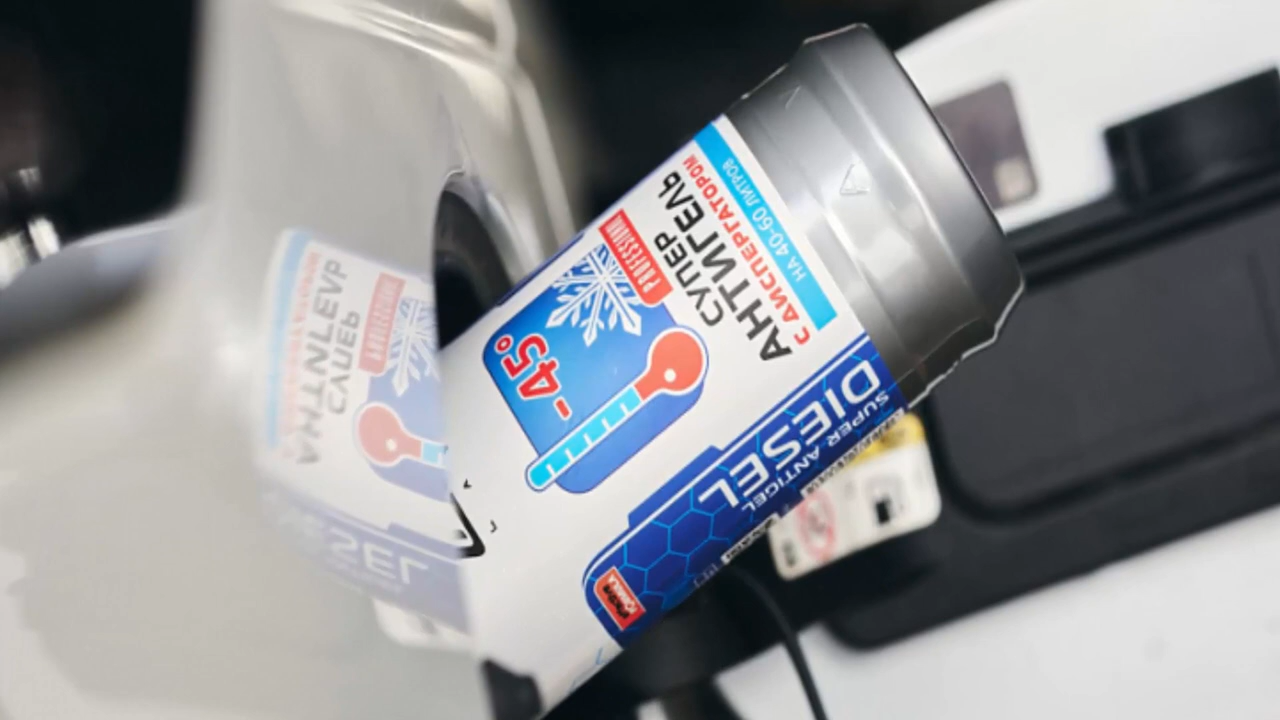 НА 40-60 ЛИТРОВ
С ДИСПЕРГАТОРОМ
АНТИГЕЛЬ
СУПЕР
PROFESSIONAL
-45°
SUPER ANTIGEL
DIESEL